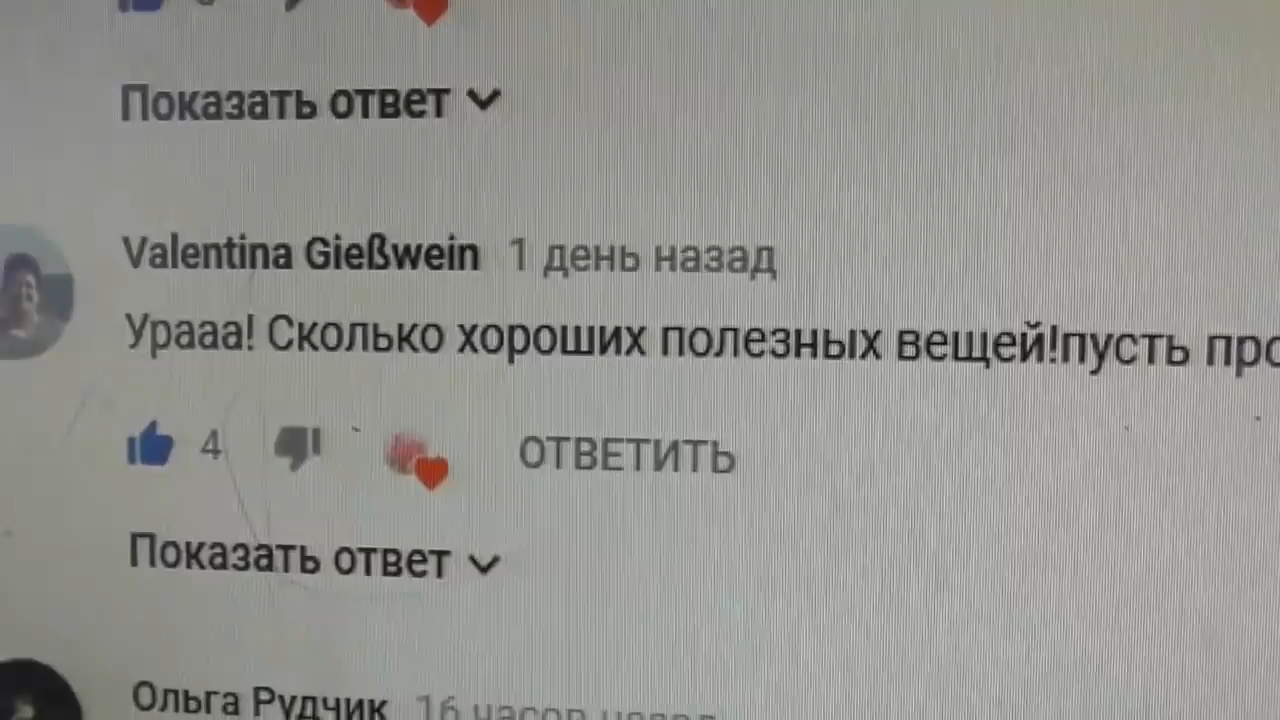 Показать ответ
Valentina Gießwein 1 день назад
Урааа! Сколько хороших полезных вещей!пусть про
4 ОТВЕТИТЬ
Показать ответ
Ольга Рудчик 16 часов назад